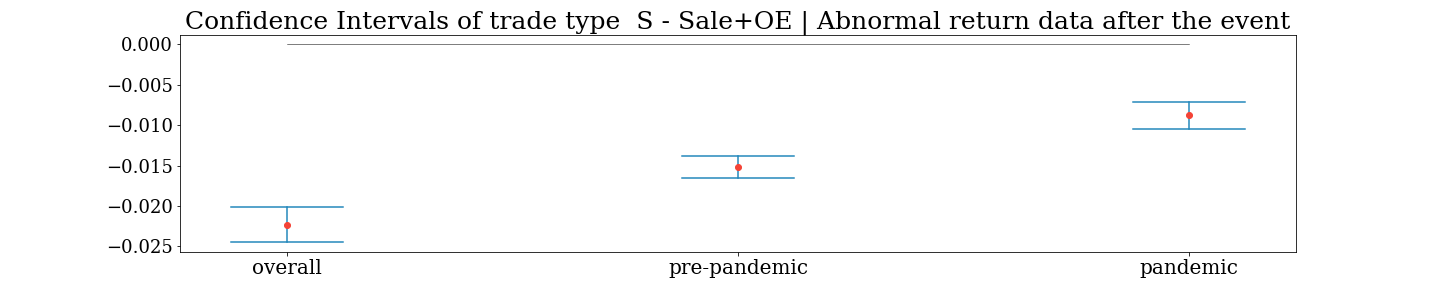 Confidence Intervals of trade type  S - Sale+OE | Abnormal return data after the event
0.000
−0.005
−0.010
−0.015
−0.020
−0.025
overall
pre-pandemic
pandemic